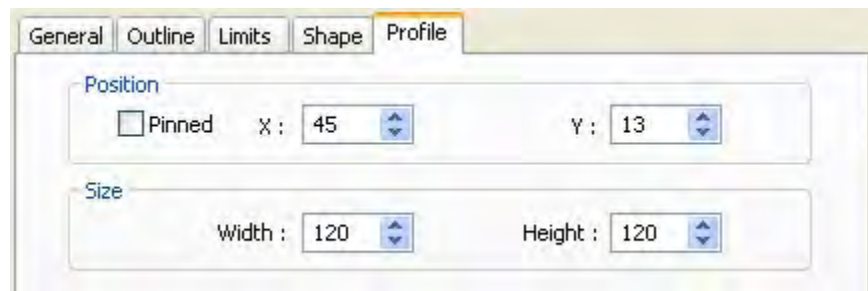 General Outline Limits Shape Profile
Position
Pinned X : 45 Y : 13
Size
Width : 120 Height : 120